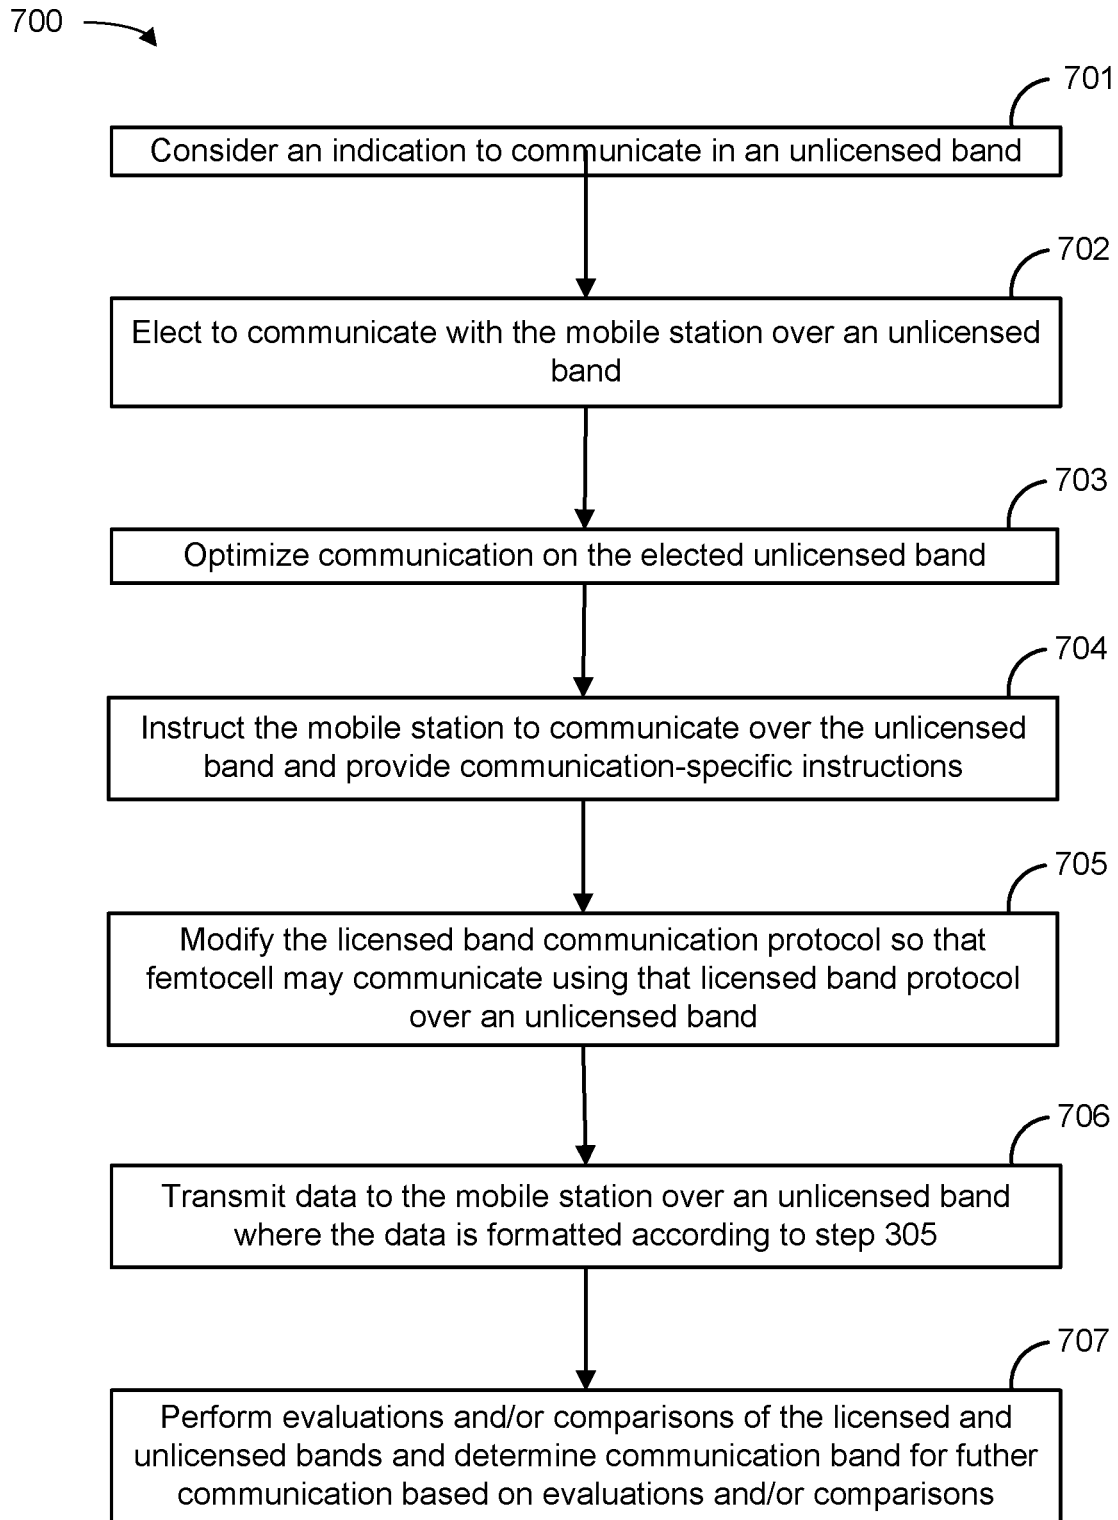 700
701
Consider an indication to communicate in an unlicensed band
702
Elect to communicate with the mobile station over an unlicensed
band
703
Optimize communication on the elected unlicensed band
704
Instruct the mobile station to communicate over the unlicensed
band and provide communication-specific instructions
705
Modify the licensed band communication protocol so that
femtocell may communicate using that licensed band protocol
over an unlicensed band
706
Transmit data to the mobile station over an unlicensed band
where the data is formatted according to step 305
707
Perform evaluations and/or comparisons of the licensed and
unlicensed bands and determine communication band for futher
communication based on evaluations and/or comparisons